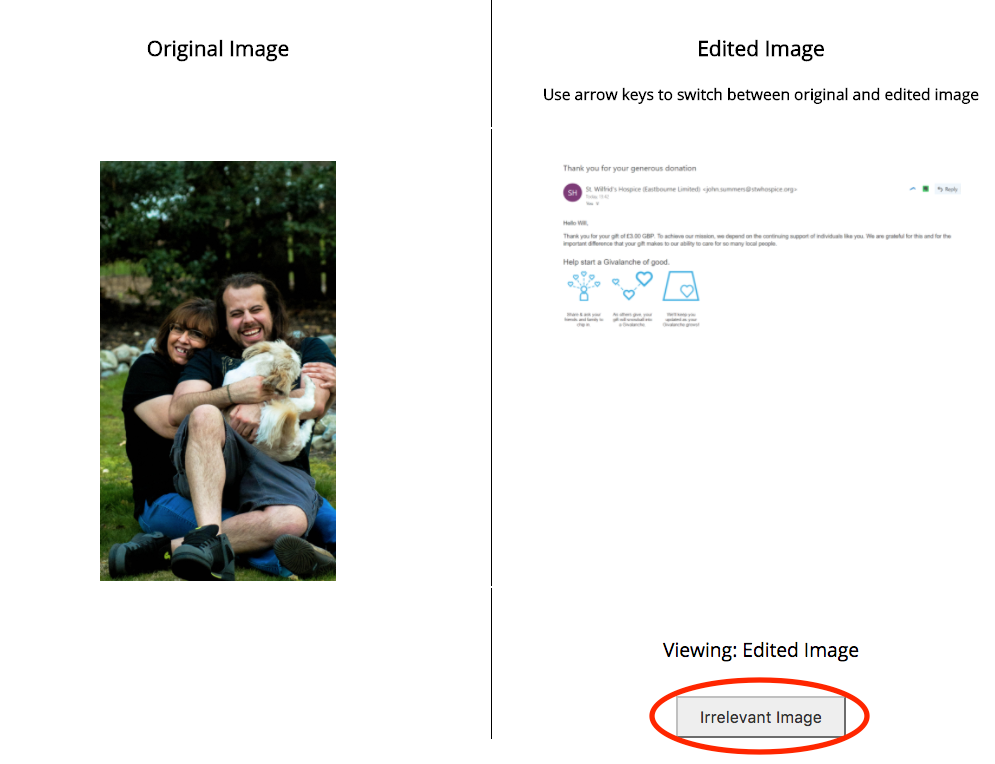 Original Image
Edited Image
Use arrow keys to switch between original and edited image
Thank you for your generous donation
SH
St. Wilfrid's Hospice (Eastbourne Limited) <john.summers@stwhospice.org>
Reply
Hello Will,
Thank you for your gift of £3.00 GBP. To achieve our mission, we depend on the continuing support of individuals like you. We are grateful for this and for the
important difference that your gift makes to our ability to care for so many local people.
Help start a Givalanche of good.
Share & ask your
friends and family to
chip in
As others give, your
gift will snowball into
a Givalanche
We'll keep you
updated as your
Givalanche grows!
Viewing: Edited Image
Irrelevant Image